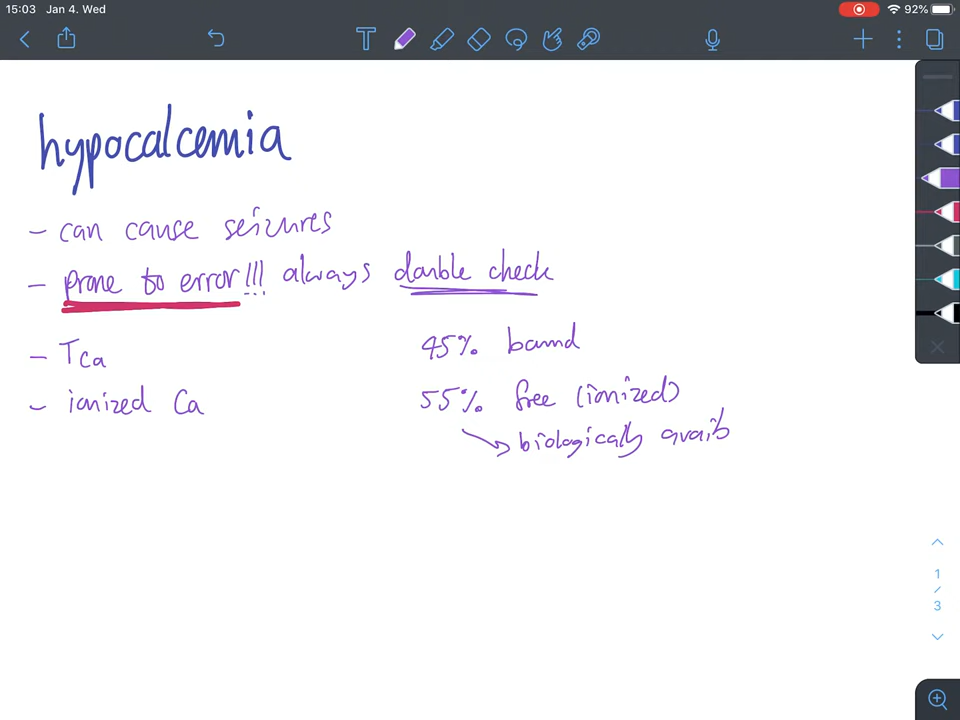 15:03 Jan 4. Wed 92%
hypocalcemia
- can cause seizures
- prone to error!!! always double check
- TCa
45% bound
- ionized Ca
55% free (ionized)
biologically availb
1
/
3